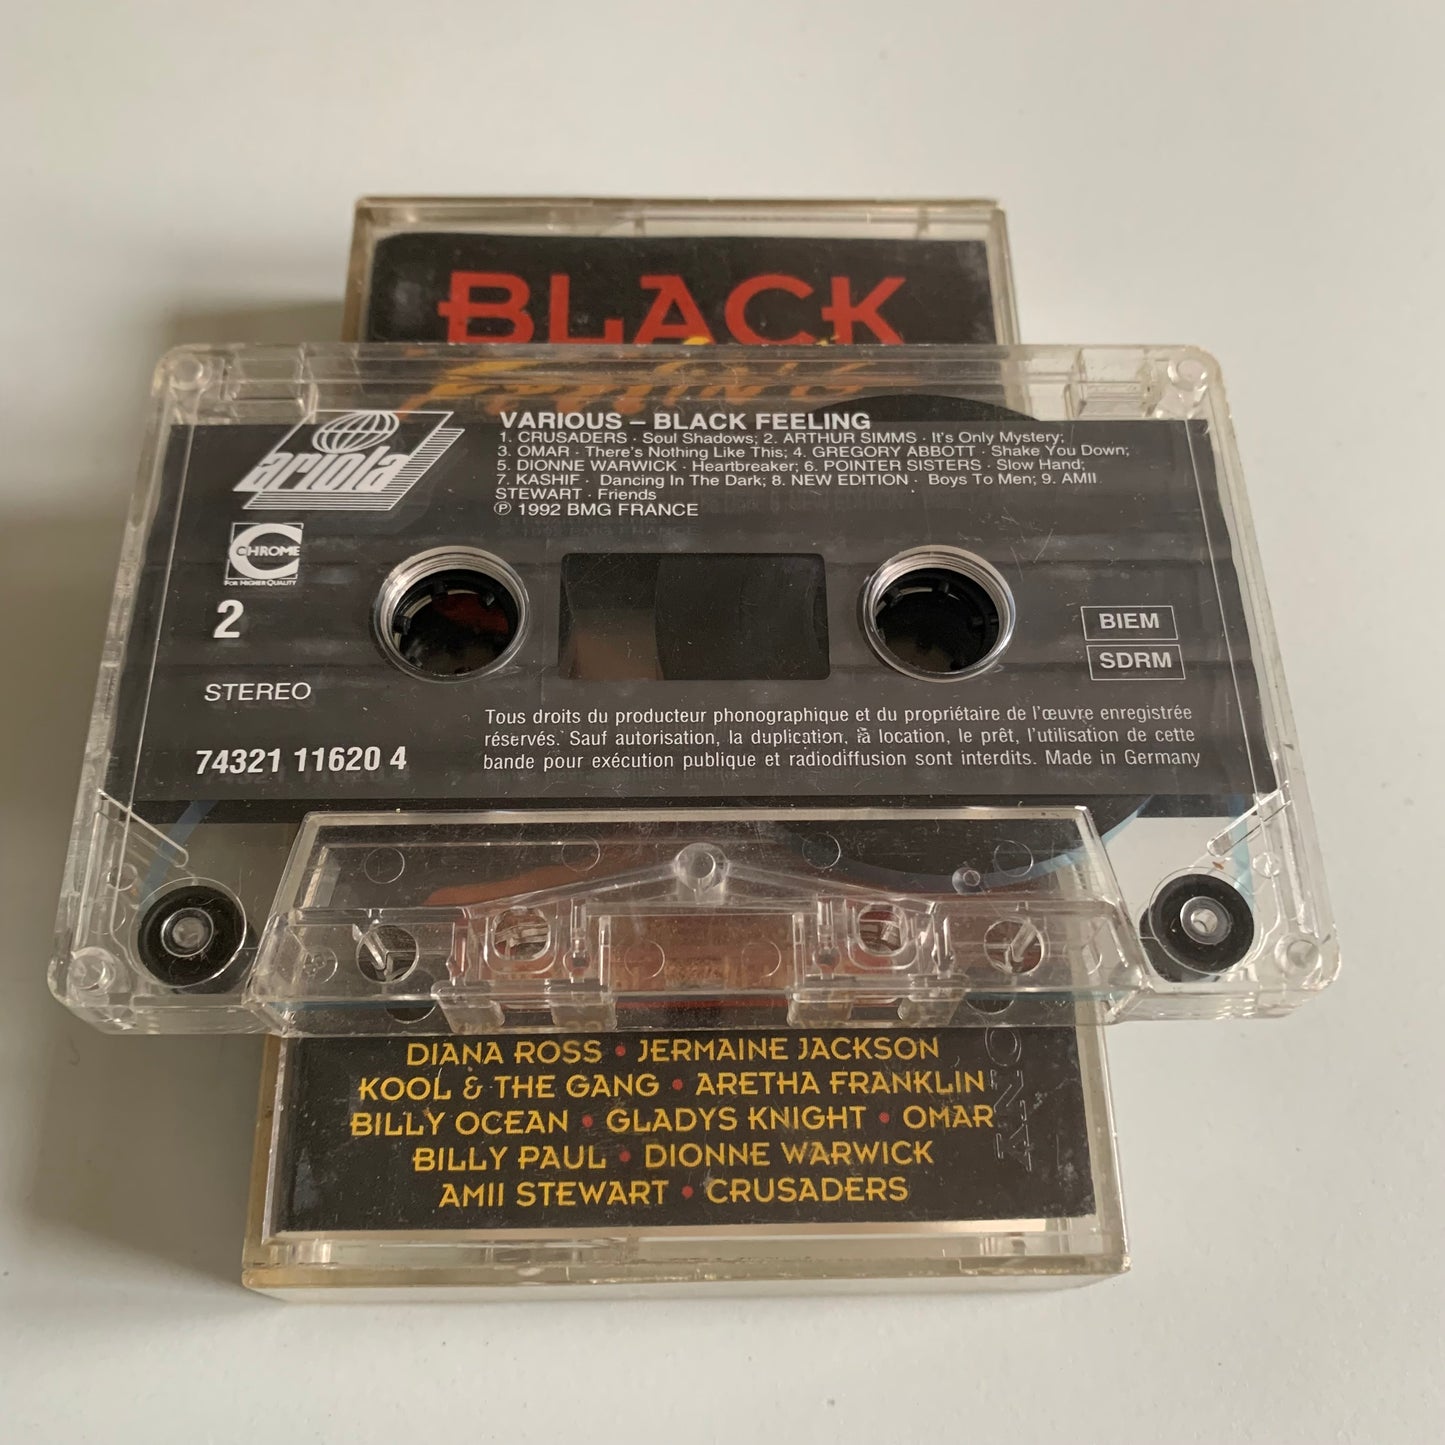 BLACK
Feeling
ariola
VARIOUS – BLACK FEELING
1. CRUSADERS · Soul Shadows; 2. ARTHUR SIMMS · It's Only Mystery;
3. OMAR · There's Nothing Like This; 4. GREGORY ABBOTT · Shake You Down;
5. DIONNE WARWICK · Heartbreaker; 6. POINTER SISTERS · Slow Hand;
7. KASHIF · Dancing In The Dark; 8. NEW EDITION · Boys To Men; 9. AMII
STEWART · Friends
℗ 1992 BMG FRANCE
CHROME
FOR HIGHER QUALITY
2
STEREO
74321 11620 4
BIEM
SDRM
Tous droits du producteur phonographique et du propriétaire de l'œuvre enregistrée
réservés. Sauf autorisation, la duplication, la location, le prêt, l'utilisation de cette
bande pour exécution publique et radiodiffusion sont interdits. Made in Germany
DIANA ROSS • JERMAINE JACKSON
KOOL & THE GANG • ARETHA FRANKLIN
BILLY OCEAN • GLADYS KNIGHT • OMAR
BILLY PAUL • DIONNE WARWICK
AMII STEWART • CRUSADERS